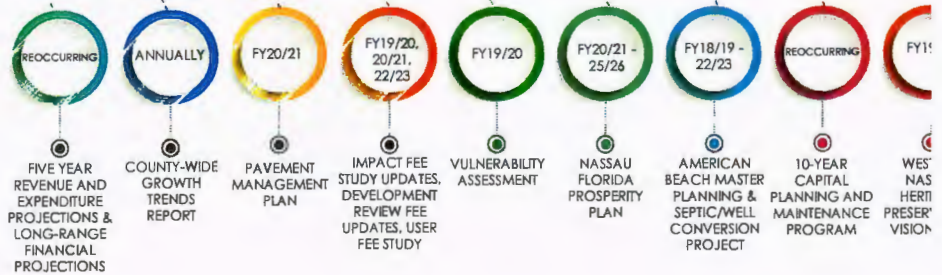 REOCCURRING
ANNUALLY
FY20/21
FY19/20,
20/21,
22/23
FY19/20
FY20/21 -
25/26
FY18/19 -
22/23
REOCCURRING
FIVE YEAR
REVENUE AND
EXPENDITURE
PROJECTIONS &
LONG-RANGE
FINANCIAL
PROJECTIONS
COUNTY-WIDE
GROWTH
TRENDS
REPORT
PAVEMENT
MANAGEMENT
PLAN
IMPACT FEE
STUDY UPDATES,
DEVELOPMENT
REVIEW FEE
UPDATES, USER
FEE STUDY
VULNERABILITY
ASSESSMENT
NASSAU
FLORIDA
PROSPERITY
PLAN
AMERICAN
BEACH MASTER
PLANNING &
SEPTIC/WELL
CONVERSION
PROJECT
10-YEAR
CAPITAL
PLANNING AND
MAINTENANCE
PROGRAM